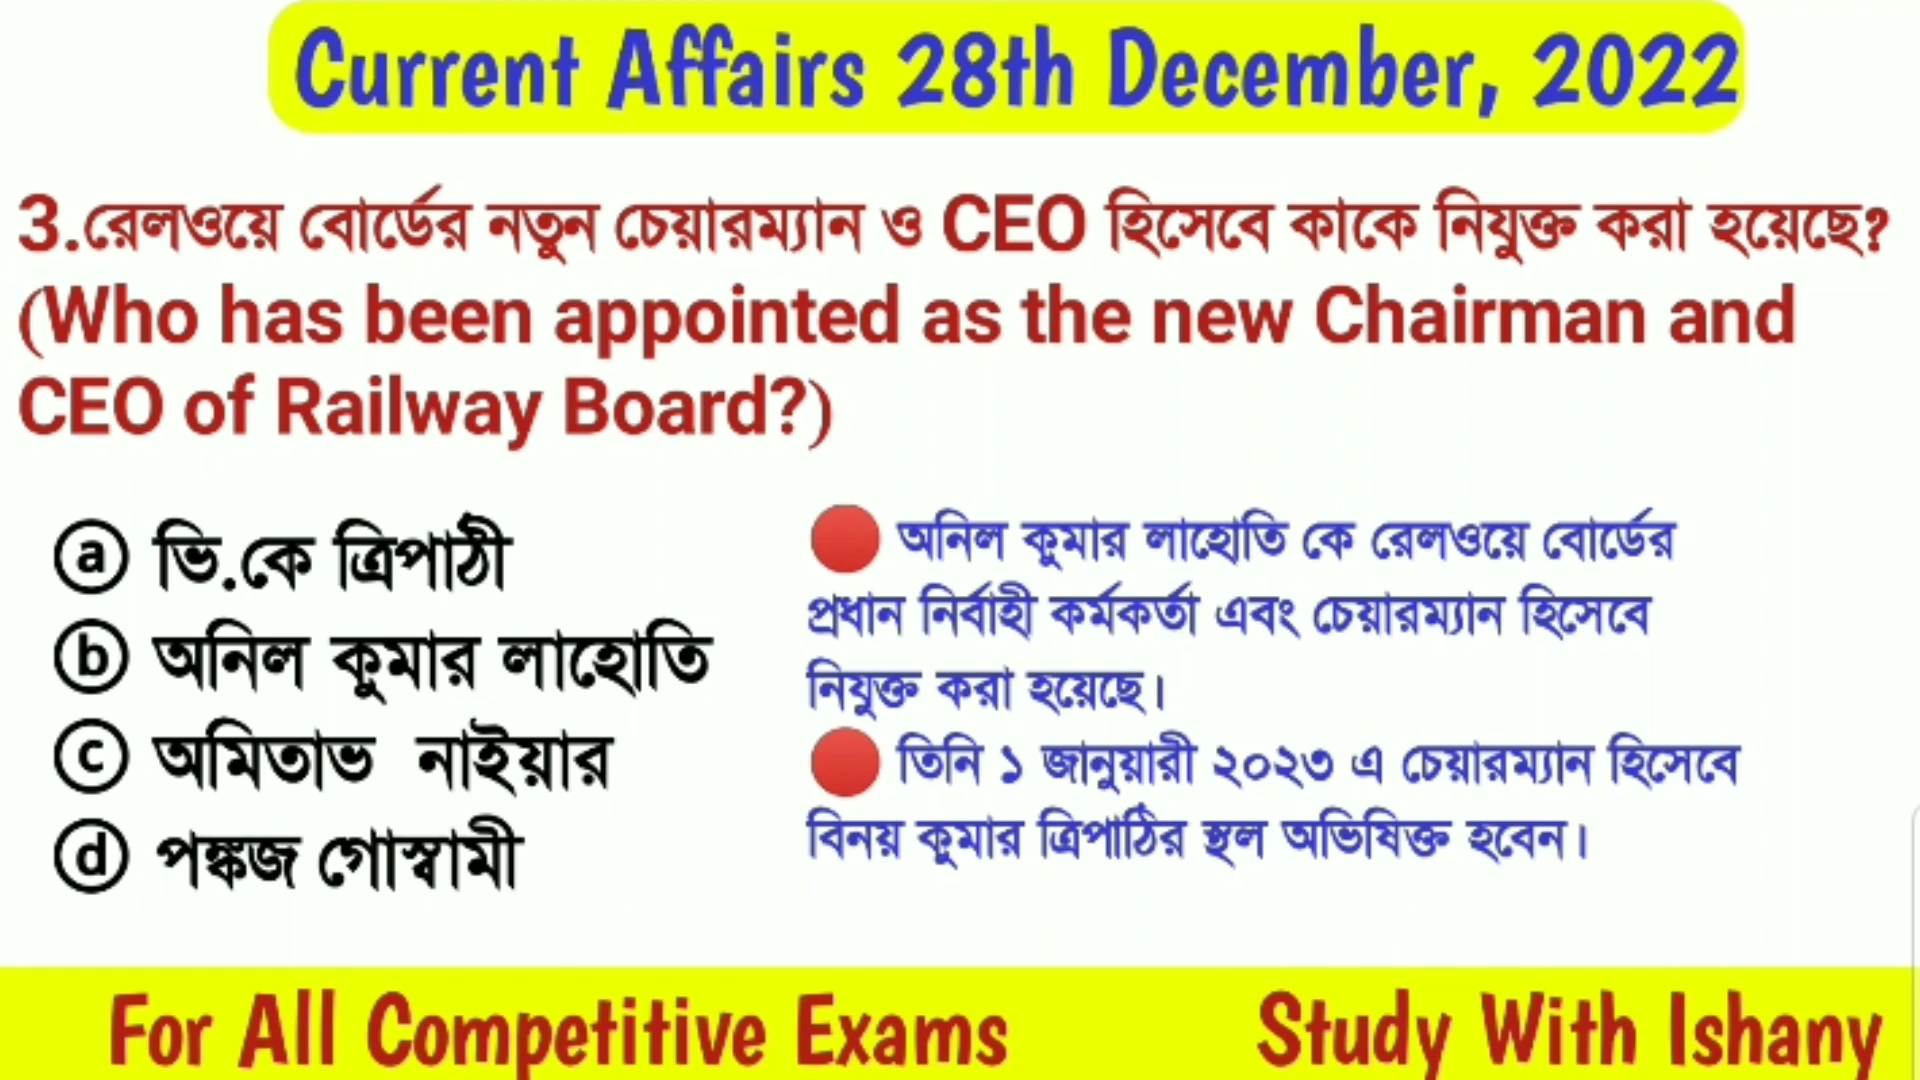 Current Affairs 28th December, 2022
3.রেলওয়ে বোর্ডের নতুন চেয়ারম্যান ও CEO হিসেবে কাকে নিযুক্ত করা হয়েছে?
(Who has been appointed as the new Chairman and
CEO of Railway Board?)
ⓐ ভি.কে ত্রিপাঠী
ⓑ অনিল কুমার লাহোতি
ⓒ অমিতাভ নাইয়ার
ⓓ পঙ্কজ গোস্বামী
🔴 অনিল কুমার লাহোতি কে রেলওয়ে বোর্ডের
প্রধান নির্বাহী কর্মকর্তা এবং চেয়ারম্যান হিসেবে
নিযুক্ত করা হয়েছে।
🔴 তিনি ১ জানুয়ারী ২০২৩ এ চেয়ারম্যান হিসেবে
বিনয় কুমার ত্রিপাঠির স্থল অভিষিক্ত হবেন।
For All Competitive Exams
Study With Ishany